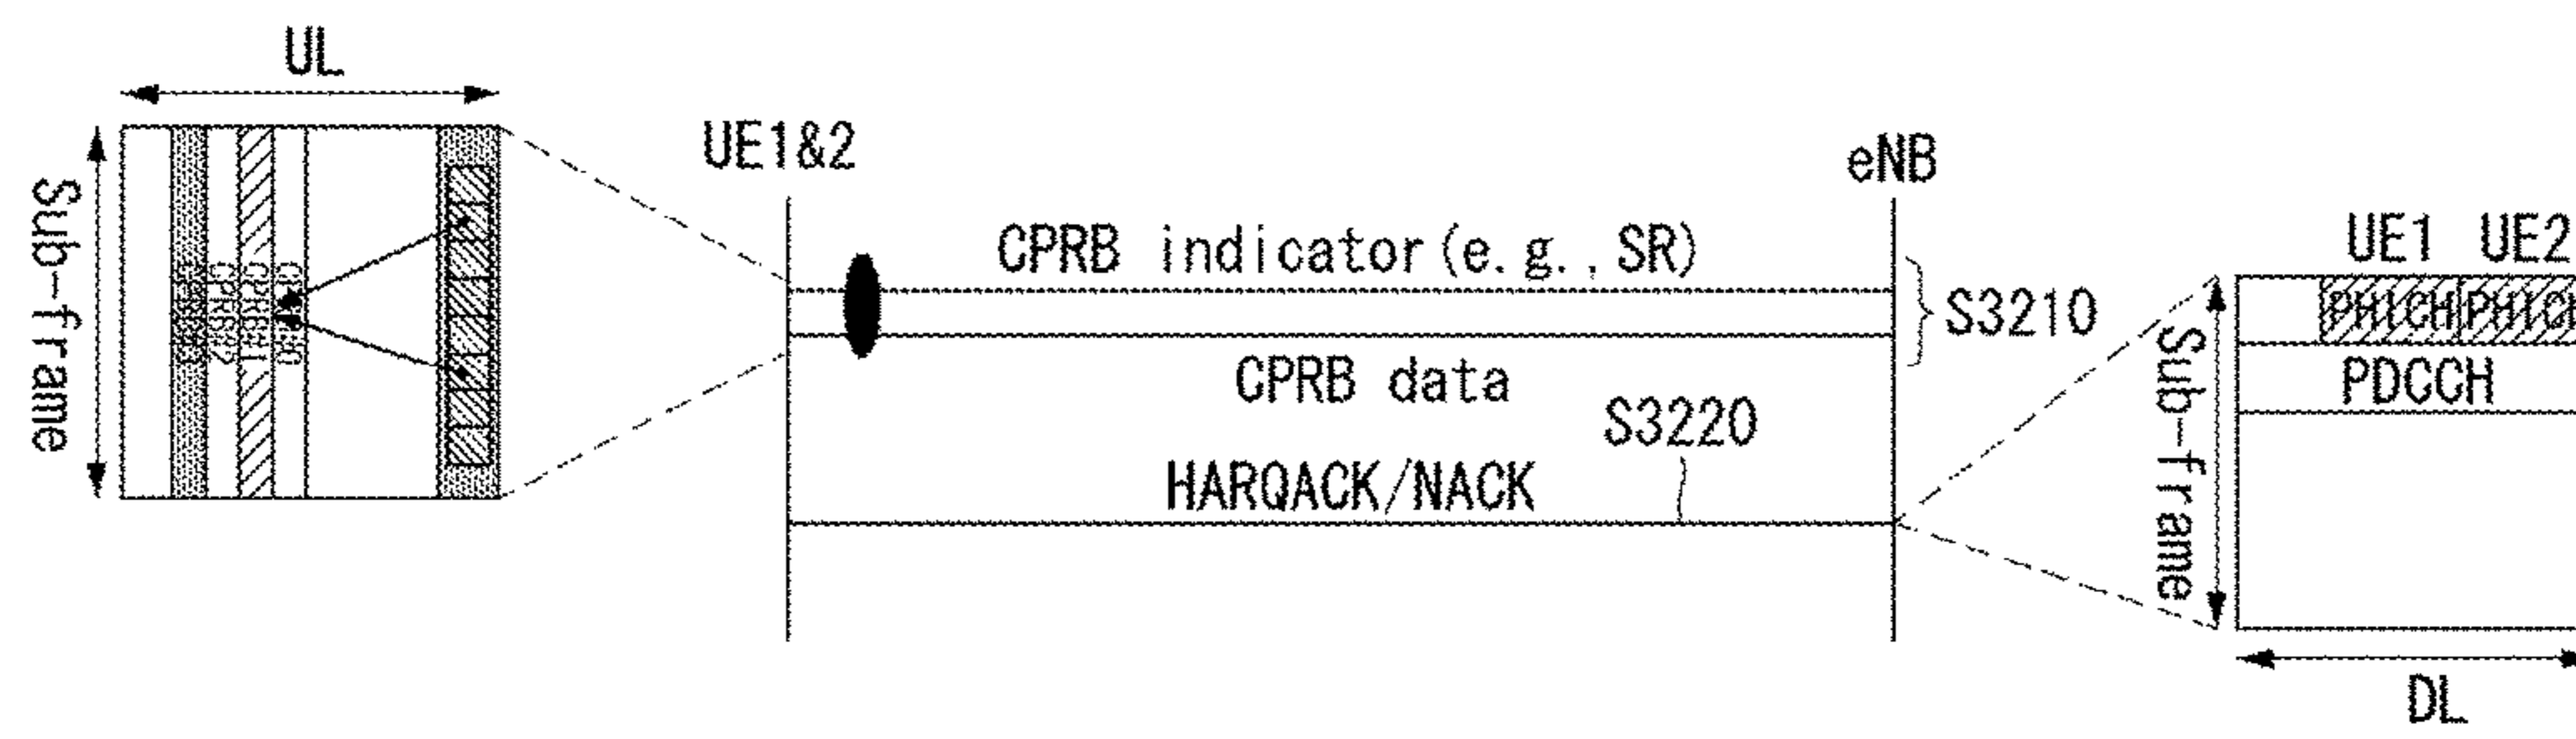 UL
Sub-frame
UE1&2
eNB
CPRB indicator(e.g.,SR)
S3210
CPRB data
S3220
HARQACK/NACK
UE1 UE2
Sub-frame
PHICH
PDCCH
DL